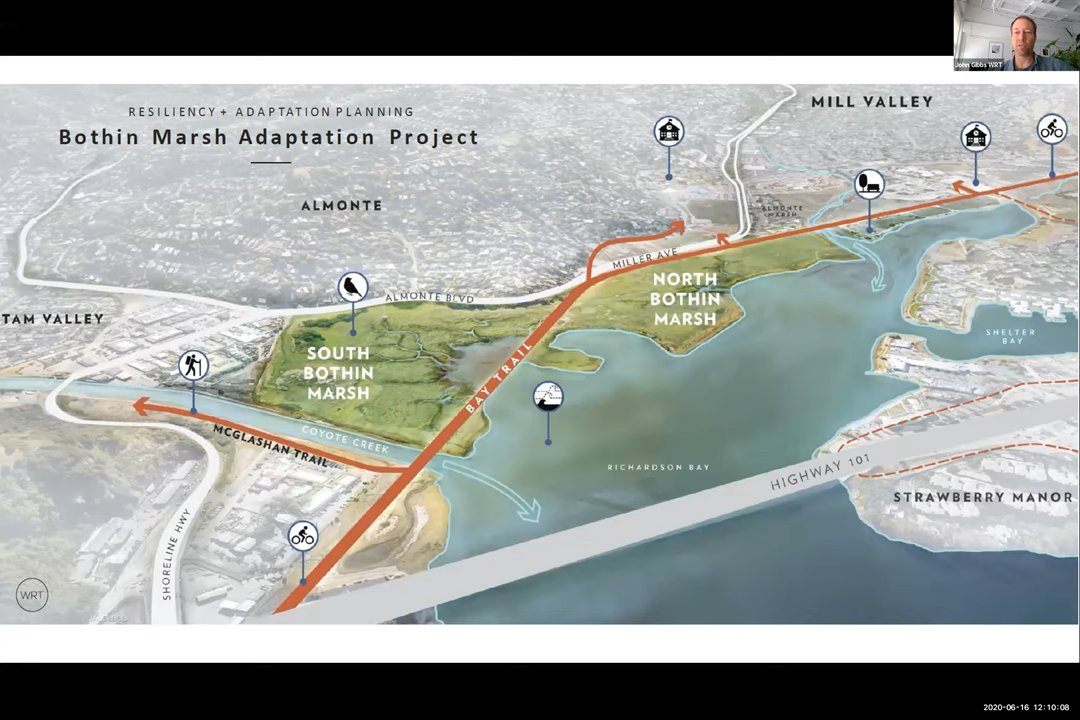 John Gibbs WRT
RESILIENCY + ADAPTATION PLANNING
Bothin Marsh Adaptation Project
MILL VALLEY
ALMONTE
ALMONTE
MARSH
MILLER AVE
NORTH
BOTHIN
MARSH
ALMONTE BLVD
TAM VALLEY
SHELTER
BAY
SOUTH
BOTHIN
MARSH
BAY TRAIL
MCGLASHAN TRAIL
COYOTE CREEK
RICHARDSON BAY
HIGHWAY 101
STRAWBERRY MANOR
SHORELINE HWY
WRT
2020-06-16 12:10:08